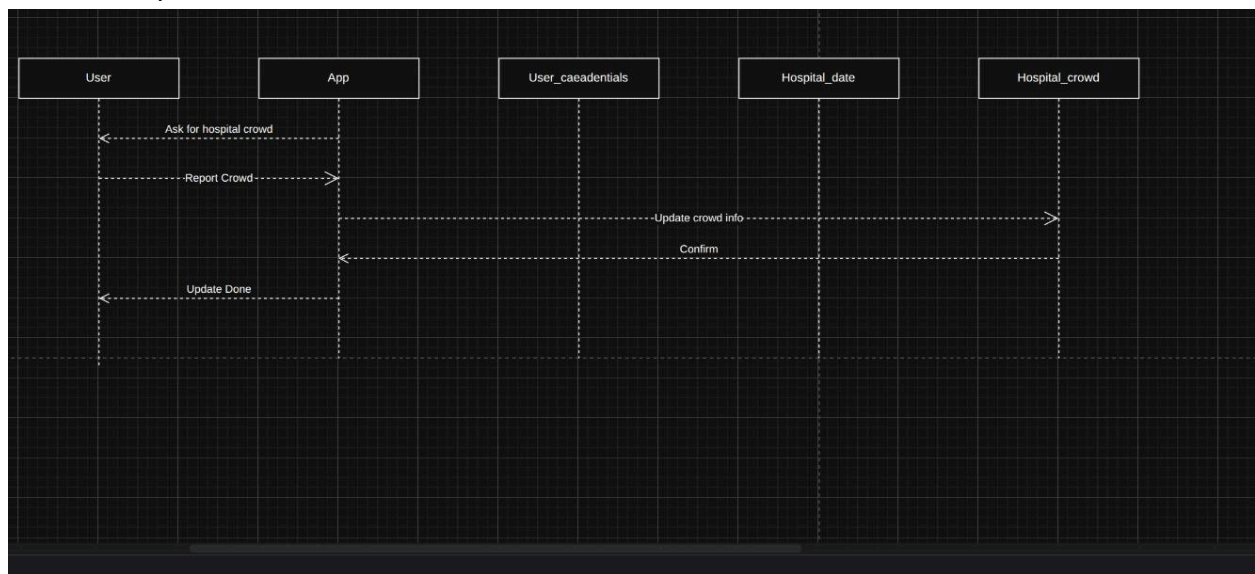 User
App
User_caeadentials
Hospital_date
Hospital_crowd
Ask for hospital crowd
Report Crowd
Update crowd info
Confirm
Update Done